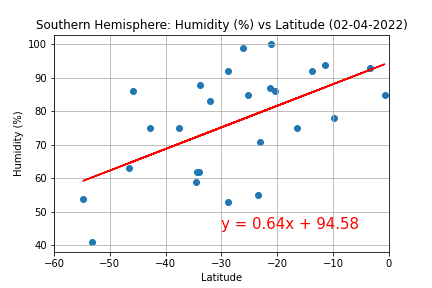 Southern Hemisphere: Humidity (%) vs Latitude (02-04-2022)
100
90
80
70
60
50
40
Humidity (%)
y = 0.64x + 94.58
−60 −50 −40 −30 −20 −10 0
Latitude